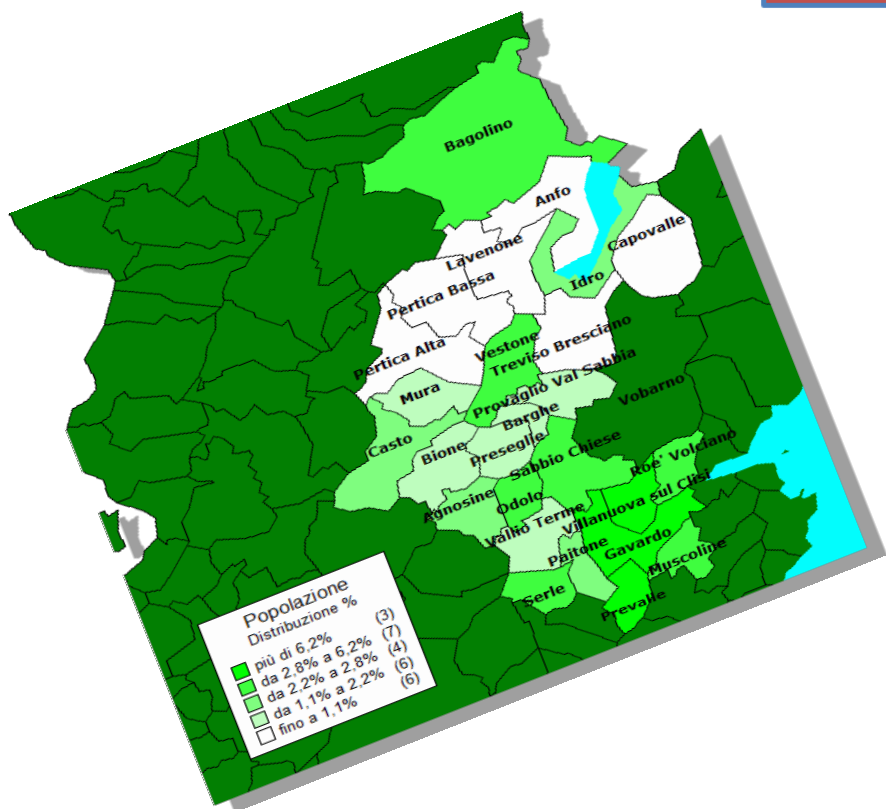 Bagolino
Anfo
Capovalle
Lavenone
Idro
Pertica Bassa
Pertica Alta
Vestone
Treviso Bresciano
Mura
Provaglio Val Sabbia
Vobarno
Barghe
Casto
Bione
Preseglie
Sabbio Chiese
Roe' Volciano
Agnosine
Odolo
Villanuova sul Clisi
Vallio Terme
Paitone
Gavardo
Muscoline
Serle
Prevalle
Popolazione
Distribuzione %
più di 6,2% (3)
da 2,8% a 6,2% (7)
da 2,2% a 2,8% (4)
da 1,1% a 2,2% (6)
fino a 1,1% (6)